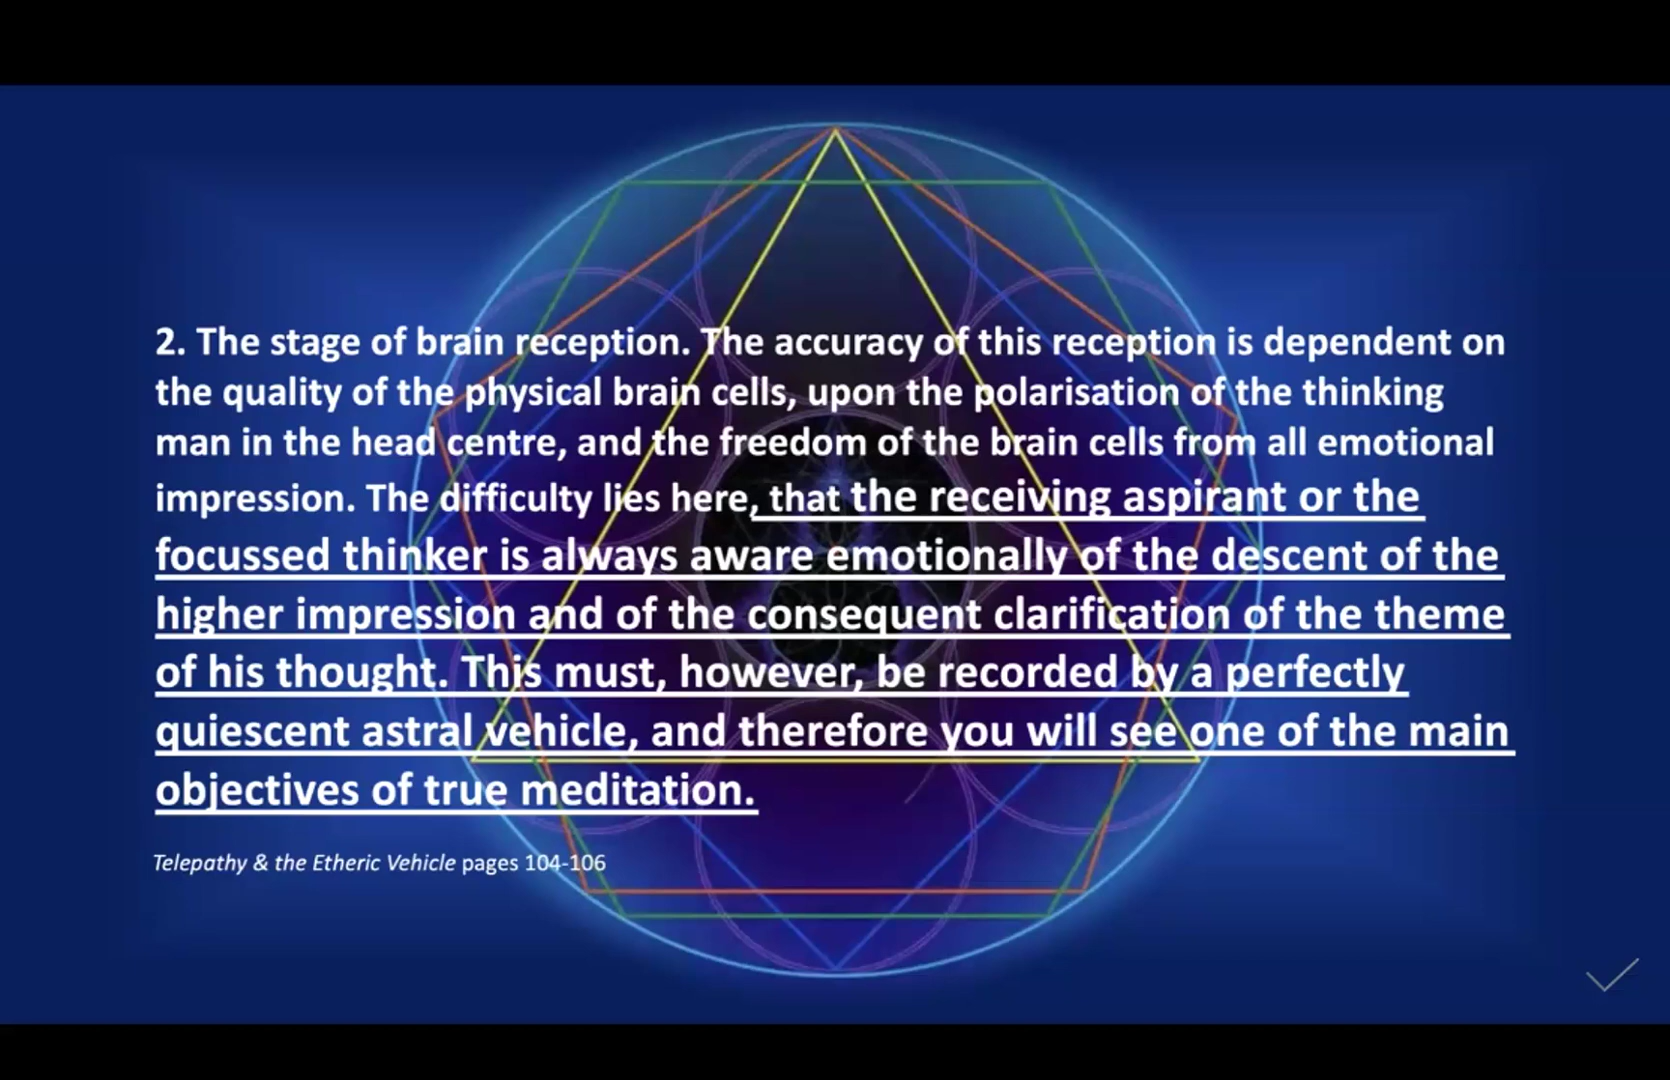 2. The stage of brain reception. The accuracy of this reception is dependent on
the quality of the physical brain cells, upon the polarisation of the thinking
man in the head centre, and the freedom of the brain cells from all emotional
impression. The difficulty lies here, that the receiving aspirant or the
focussed thinker is always aware emotionally of the descent of the
higher impression and of the consequent clarification of the theme
of his thought. This must, however, be recorded by a perfectly
quiescent astral vehicle, and therefore you will see one of the main
objectives of true meditation.
Telepathy & the Etheric Vehicle pages 104-106